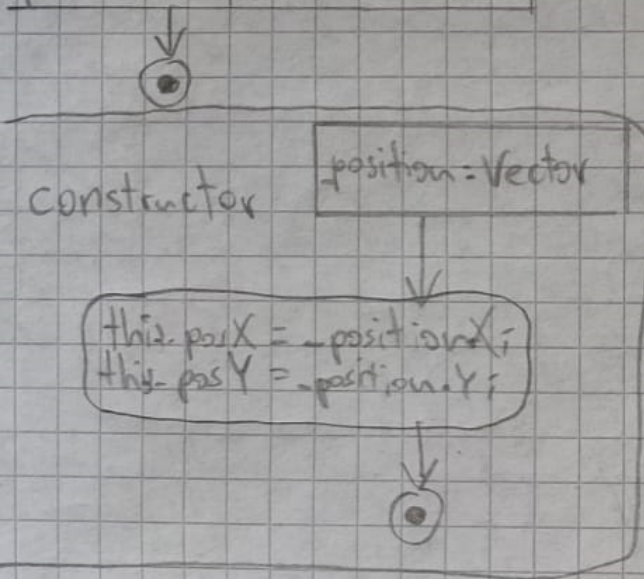 _position = Vector
constructor
this.posX = _position.X;
this.posY = _position.Y;